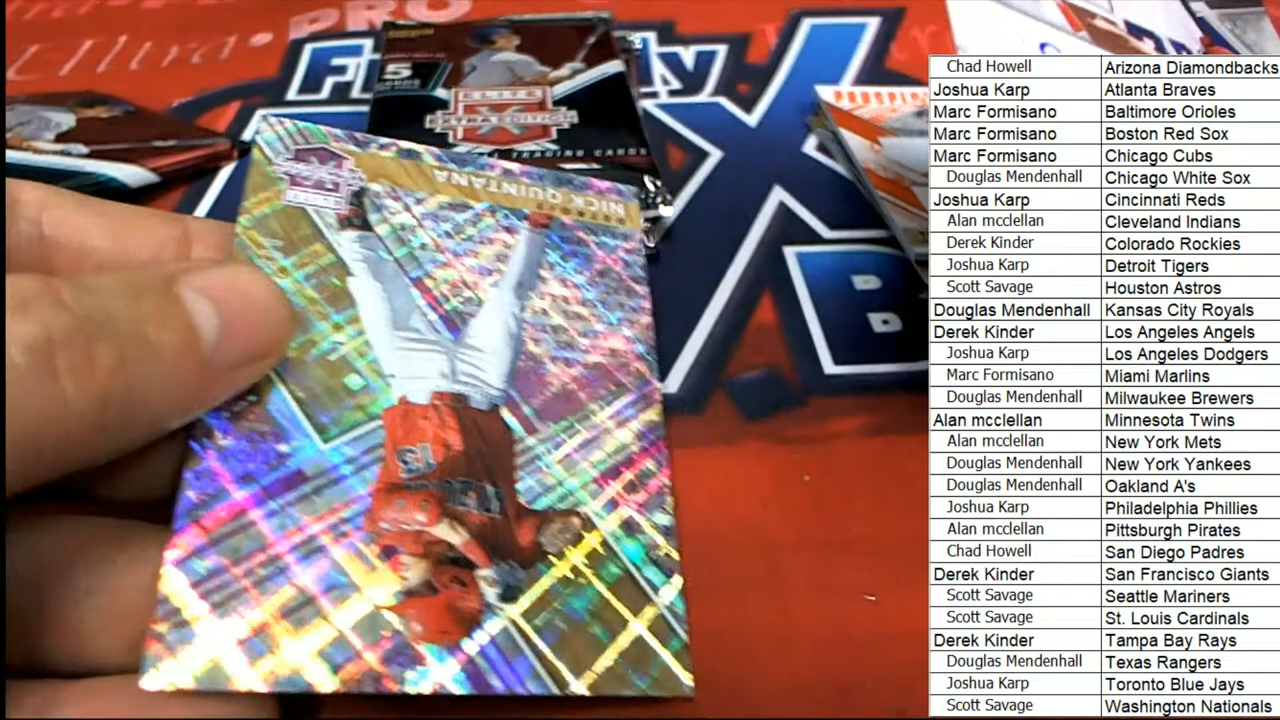 Ultra • PRO
5
ELITE
EXTRA EDITION
TRADING CARDS
NICK QUINTANA
13
B
Chad Howell Arizona Diamondbacks
Joshua Karp Atlanta Braves
Marc Formisano Baltimore Orioles
Marc Formisano Boston Red Sox
Marc Formisano Chicago Cubs
Douglas Mendenhall Chicago White Sox
Joshua Karp Cincinnati Reds
Alan mcclellan Cleveland Indians
Derek Kinder Colorado Rockies
Joshua Karp Detroit Tigers
Scott Savage Houston Astros
Douglas Mendenhall Kansas City Royals
Derek Kinder Los Angeles Angels
Joshua Karp Los Angeles Dodgers
Marc Formisano Miami Marlins
Douglas Mendenhall Milwaukee Brewers
Alan mcclellan Minnesota Twins
Alan mcclellan New York Mets
Douglas Mendenhall New York Yankees
Douglas Mendenhall Oakland A's
Joshua Karp Philadelphia Phillies
Alan mcclellan Pittsburgh Pirates
Chad Howell San Diego Padres
Derek Kinder San Francisco Giants
Scott Savage Seattle Mariners
Scott Savage St. Louis Cardinals
Derek Kinder Tampa Bay Rays
Douglas Mendenhall Texas Rangers
Joshua Karp Toronto Blue Jays
Scott Savage Washington Nationals